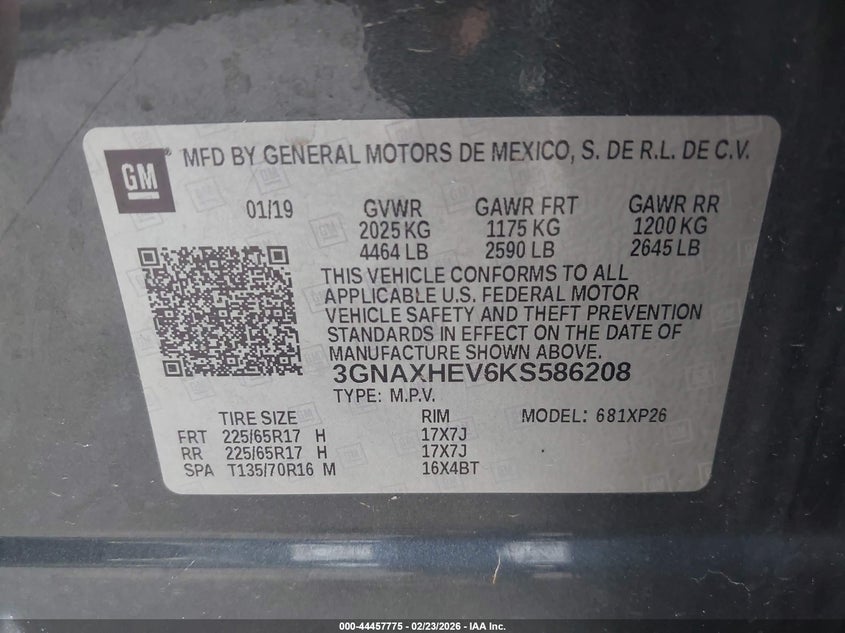 GM® MFD BY GENERAL MOTORS DE MEXICO, S. DE R.L. DE C.V.
01/19 GVWR GAWR FRT GAWR RR
2025 KG 1175 KG 1200 KG
4464 LB 2590 LB 2645 LB
THIS VEHICLE CONFORMS TO ALL
APPLICABLE U.S. FEDERAL MOTOR
VEHICLE SAFETY AND THEFT PREVENTION
STANDARDS IN EFFECT ON THE DATE OF
MANUFACTURE SHOWN ABOVE.
3GNAXHEV6KS586208
TYPE: M.P.V.
TIRE SIZE RIM MODEL: 681XP26
FRT 225/65R17 H 17X7J
RR 225/65R17 H 17X7J
SPA T135/70R16 M 16X4BT
000-44457775 - 02/23/2026 - IAA Inc.